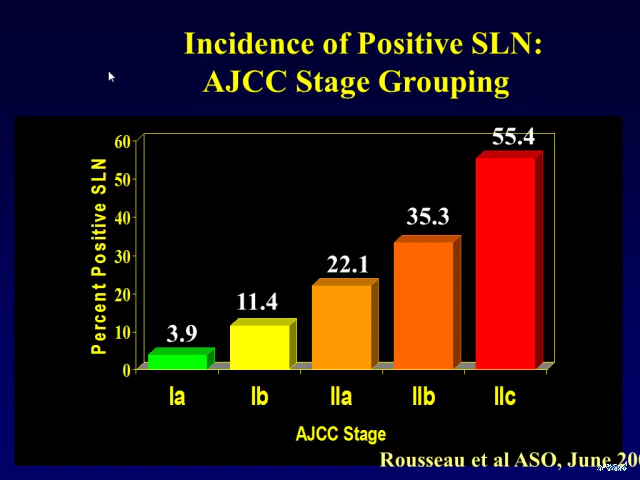 Incidence of Positive SLN:
AJCC Stage Grouping
Percent Positive SLN
60
50
40
30
20
10
0
3.9
11.4
22.1
35.3
55.4
Ia
Ib
IIa
IIb
IIc
AJCC Stage
Rousseau et al ASO, June